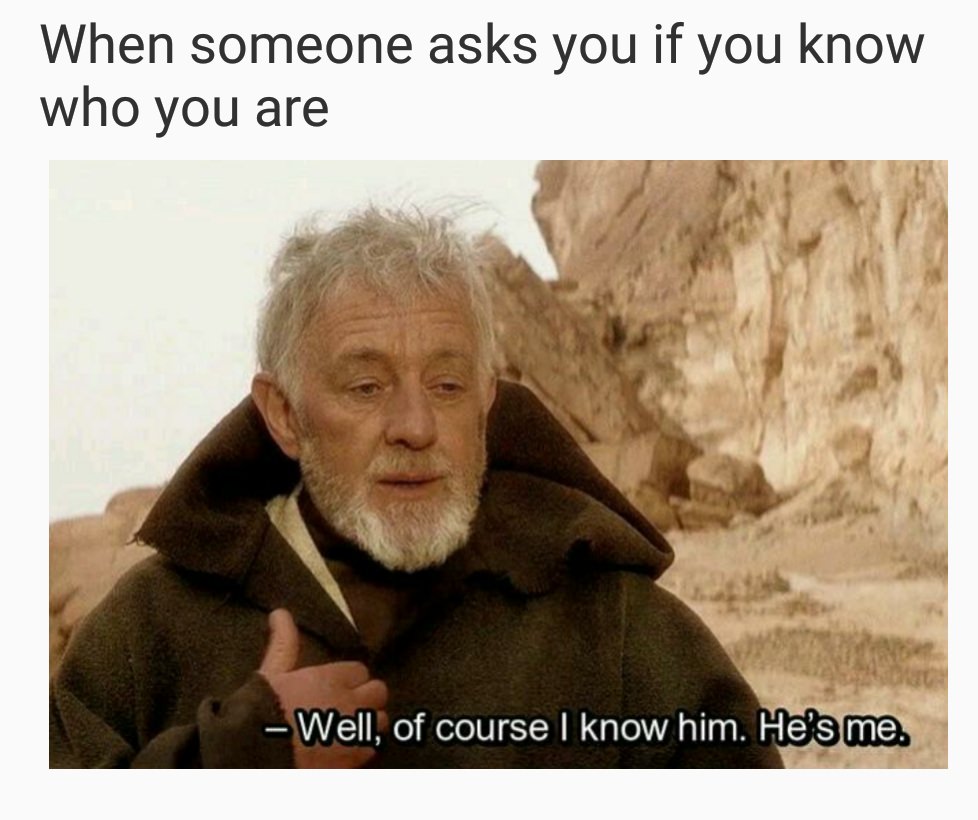 When someone asks you if you know
who you are
– Well, of course I know him. He's me.